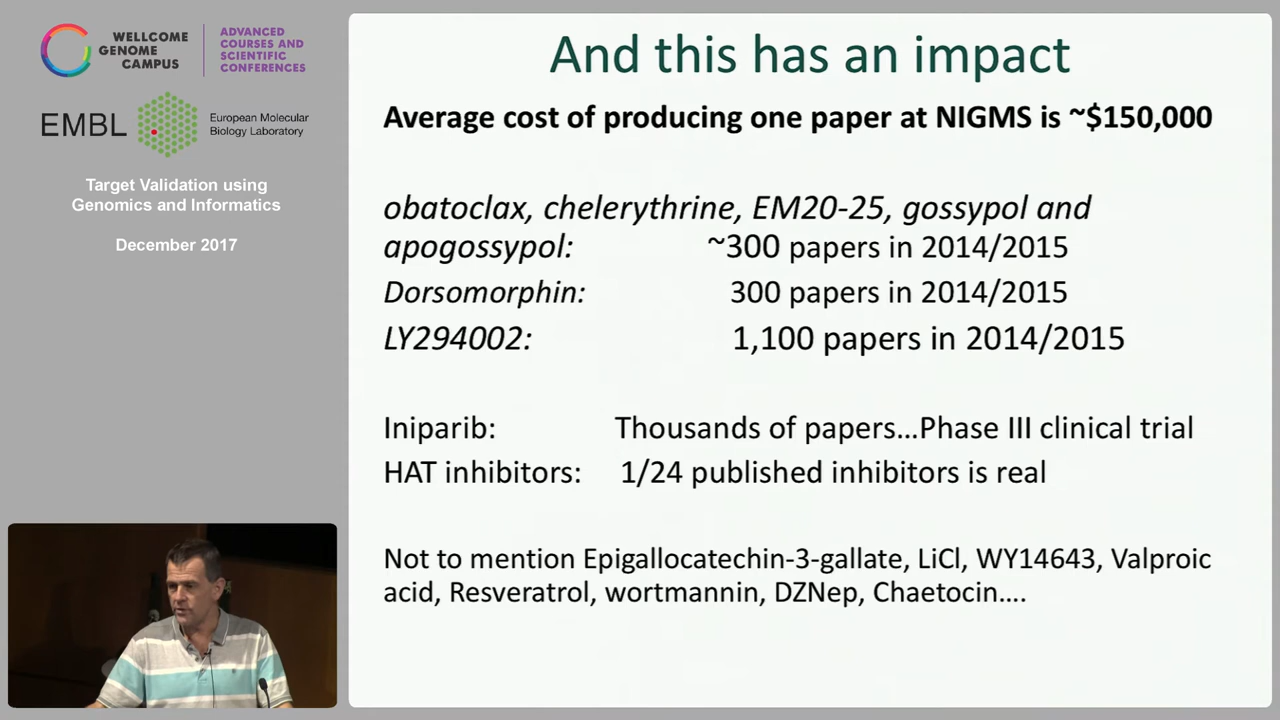 WELLCOME
GENOME
CAMPUS
ADVANCED
COURSES AND
SCIENTIFIC
CONFERENCES
EMBL
European Molecular
Biology Laboratory
Target Validation using
Genomics and Informatics
December 2017
And this has an impact
Average cost of producing one paper at NIGMS is ~$150,000
obatoclax, chelerythrine, EM20-25, gossypol and
apogossypol: ~300 papers in 2014/2015
Dorsomorphin: 300 papers in 2014/2015
LY294002: 1,100 papers in 2014/2015
Iniparib: Thousands of papers...Phase III clinical trial
HAT inhibitors: 1/24 published inhibitors is real
Not to mention Epigallocatechin-3-gallate, LiCl, WY14643, Valproic
acid, Resveratrol, wortmannin, DZNep, Chaetocin....